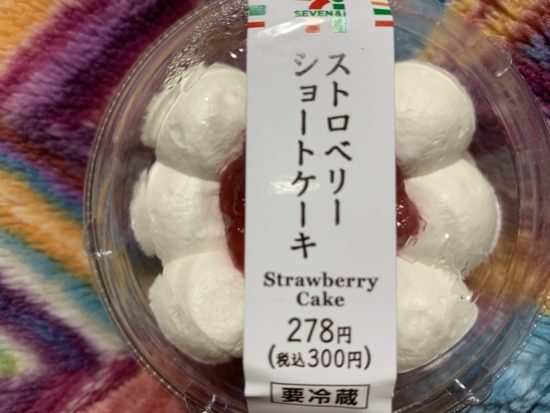 SEVEN&i
ストロベリー
ショートケーキ
Strawberry
Cake
278円
(税込300円)
要冷蔵